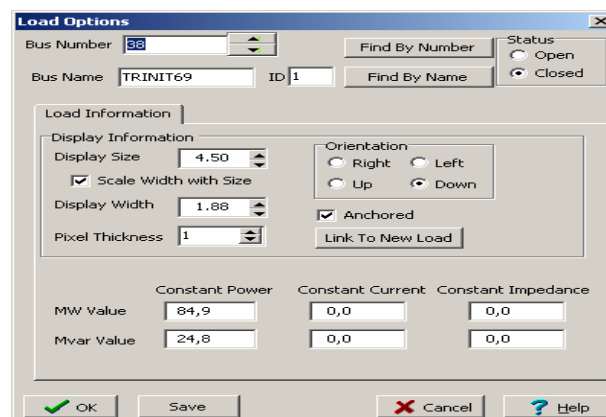 Load Options
Bus Number 38 Find By Number Status
Open
Bus Name TRINIT69 ID 1 Find By Name Closed
Load Information
Display Information
Display Size 4.50
Scale Width with Size
Display Width 1.88
Pixel Thickness 1
Orientation
Right Left
Up Down
Anchored
Link To New Load
Constant Power Constant Current Constant Impedance
MW Value 84,9 0,0 0,0
Mvar Value 24,8 0,0 0,0
OK Save Cancel Help